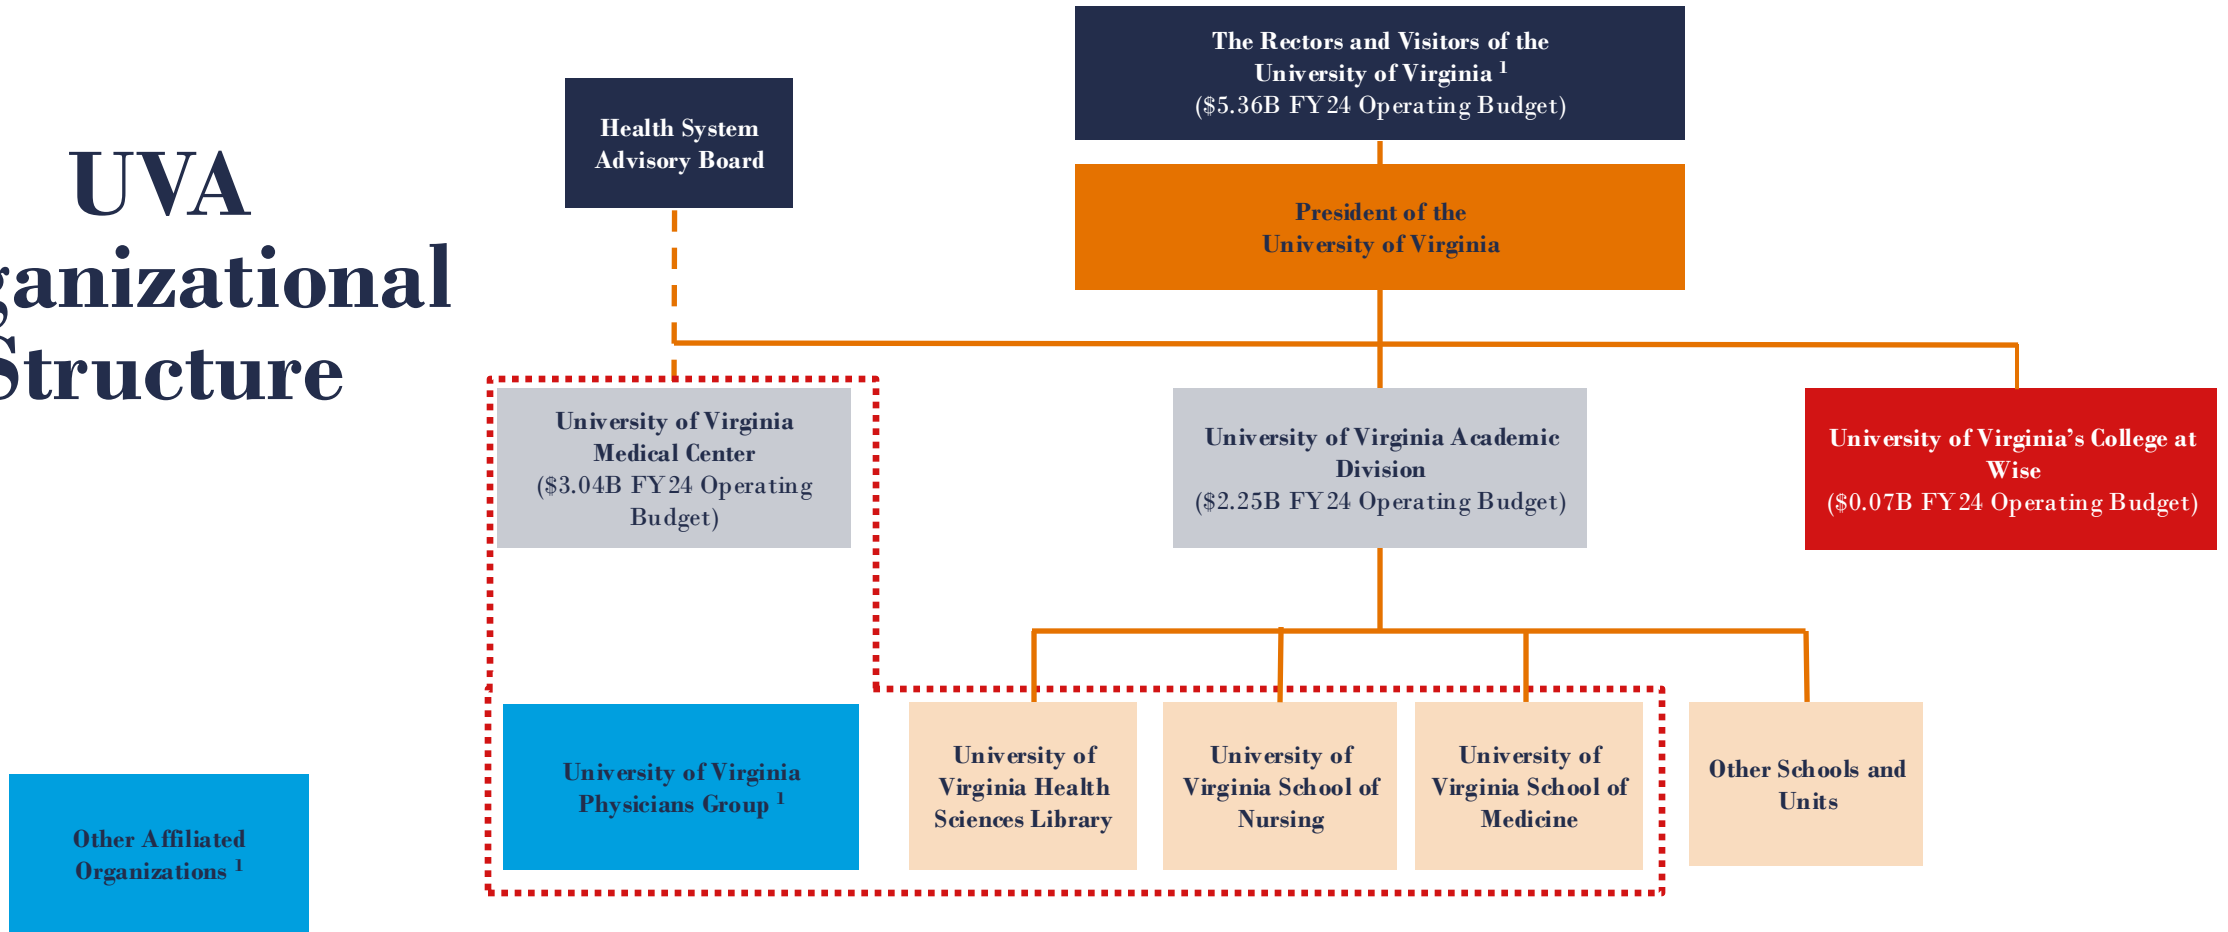 UVA
ganizational
Structure
The Rectors and Visitors of the
University of Virginia 1
($5.36B FY24 Operating Budget)
Health System
Advisory Board
President of the
University of Virginia
University of Virginia
Medical Center
($3.04B FY24 Operating
Budget)
University of Virginia Academic
Division
($2.25B FY24 Operating Budget)
University of Virginia’s College at
Wise
($0.07B FY24 Operating Budget)
University of Virginia
Physicians Group 1
University of
Virginia Health
Sciences Library
University of
Virginia School of
Nursing
University of
Virginia School of
Medicine
Other Schools and
Units
Other Affiliated
Organizations 1